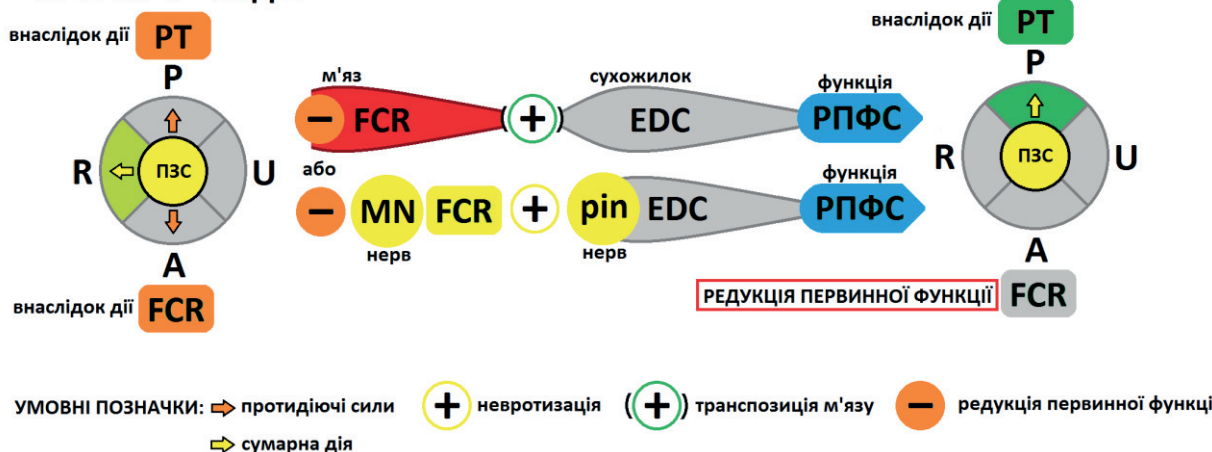 внаслідок дії PT
P
R ПЗС U
A
внаслідок дії FCR
м'яз сухожилок функція
− FCR (+) EDC РПФС
або
функція
− MN FCR + pin EDC РПФС
нерв нерв
внаслідок дії PT
P
R ПЗС U
A
РЕДУКЦІЯ ПЕРВИННОЇ ФУНКЦІЇ FCR
УМОВНІ ПОЗНАЧКИ: протидіючі сили + невротизація (+) транспозиція м'язу − редукція первинної функці
сумарна дія